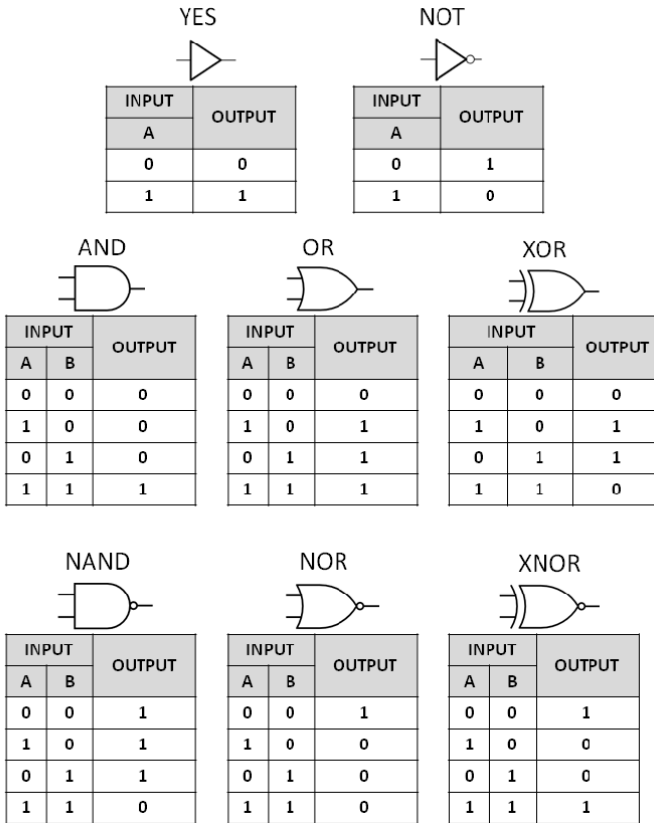 YES NOT
INPUT OUTPUT INPUT OUTPUT
A A
0 0 0 1
1 1 1 0
AND OR XOR
INPUT OUTPUT INPUT OUTPUT INPUT OUTPUT
A B A B A B
0 0 0 0 0 0 0 0 0
1 0 0 1 0 1 1 0 1
0 1 0 0 1 1 0 1 1
1 1 1 1 1 1 1 1 0
NAND NOR XNOR
INPUT OUTPUT INPUT OUTPUT INPUT OUTPUT
A B A B A B
0 0 1 0 0 1 0 0 1
1 0 1 1 0 0 1 0 0
0 1 1 0 1 0 0 1 0
1 1 0 1 1 0 1 1 1